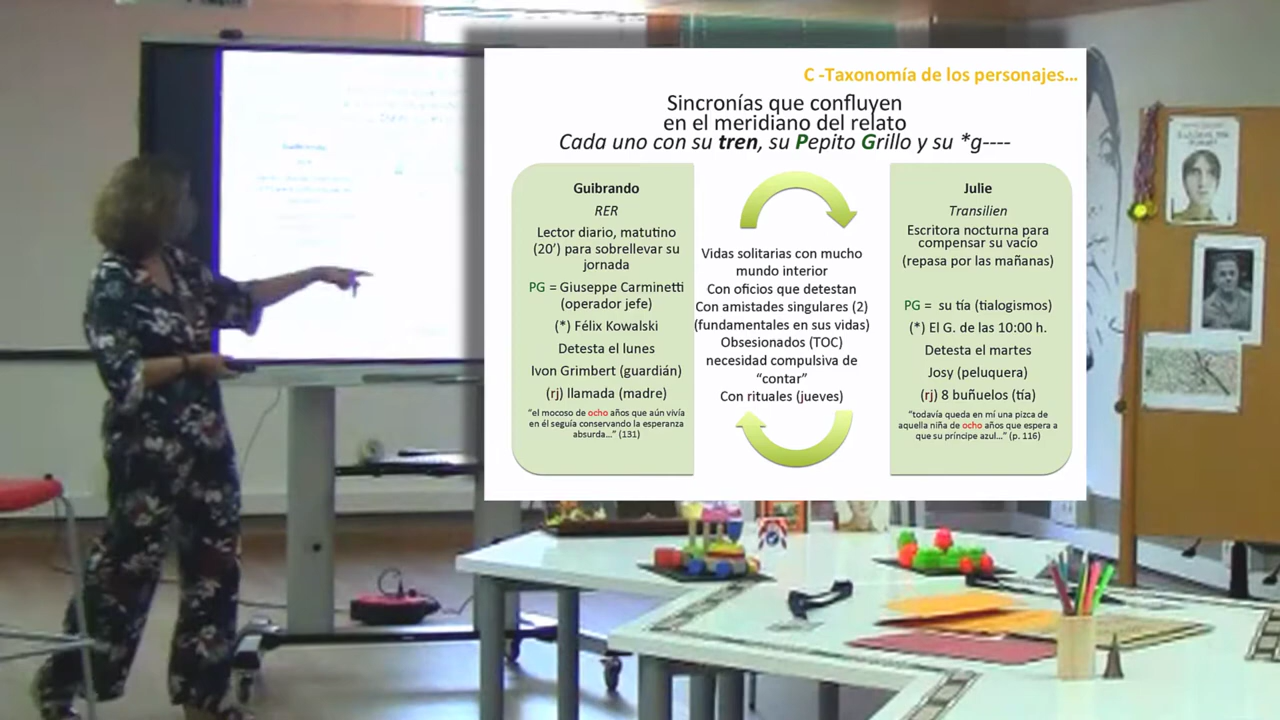 C -Taxonomía de los personajes…
Sincronías que confluyen
en el meridiano del relato
Cada uno con su tren, su Pepito Grillo y su *g----
Guibrando
RER
Lector diario, matutino
(20’) para sobrellevar su
jornada
PG = Giuseppe Carminetti
(operador jefe)
(*) Félix Kowalski
Detesta el lunes
Ivon Grimbert (guardián)
(rj) llamada (madre)
“el mocoso de ocho años que aún vivía
en él seguía conservando la esperanza
absurda…” (131)
Vidas solitarias con mucho
mundo interior
Con oficios que detestan
Con amistades singulares (2)
(fundamentales en sus vidas)
Obsesionados (TOC)
necesidad compulsiva de
“contar”
Con rituales (jueves)
Julie
Transilien
Escritora nocturna para
compensar su vacío
(repasa por las mañanas)
PG = su tía (tialogismos)
(*) El G. de las 10:00 h.
Detesta el martes
Josy (peluquera)
(rj) 8 buñuelos (tía)
“todavía queda en mí una pizca de
aquella niña de ocho años que espera a
que su príncipe azul…” (p. 116)